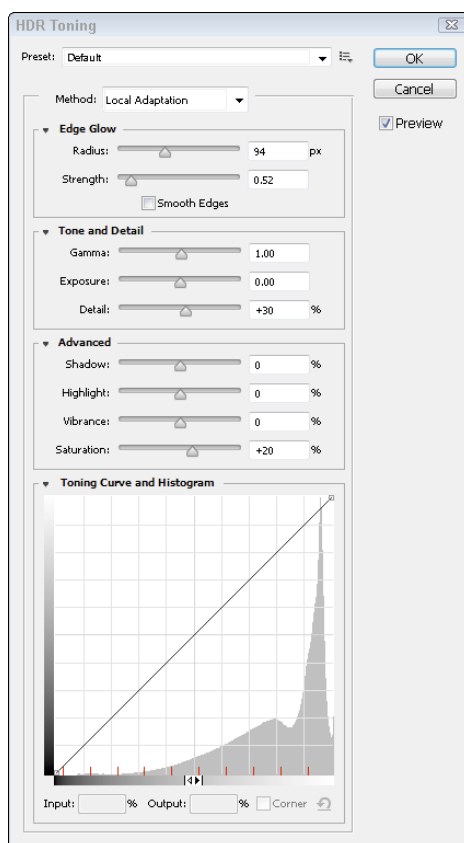 HDR Toning
Preset: Default
OK
Cancel
Preview
Method: Local Adaptation
Edge Glow
Radius: 94 px
Strength: 0.52
Smooth Edges
Tone and Detail
Gamma: 1.00
Exposure: 0.00
Detail: +30 %
Advanced
Shadow: 0 %
Highlight: 0 %
Vibrance: 0 %
Saturation: +20 %
Toning Curve and Histogram
Input: % Output: % Corner